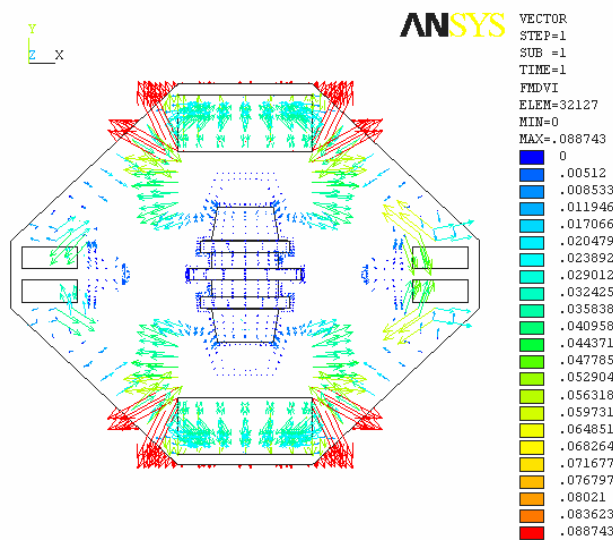 ANSYS
Y
Z X
VECTOR
STEP=1
SUB =1
TIME=1
FMDVI
ELEM=32127
MIN=0
MAX=.088743
0
.00512
.008533
.011946
.017066
.020479
.023892
.029012
.032425
.035838
.040958
.044371
.047785
.052904
.056318
.059731
.064851
.068264
.071677
.076797
.08021
.083623
.088743